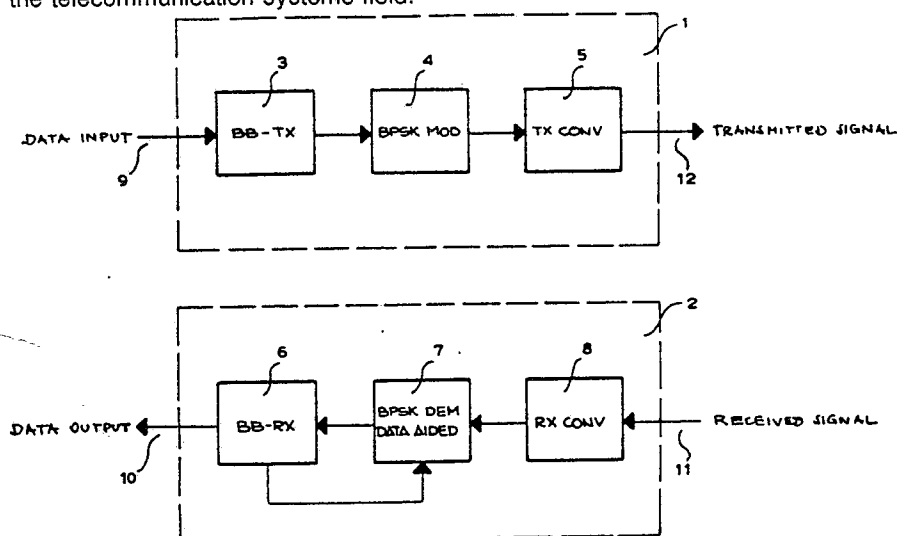 the telecommunication systems field.
1
3
4
5
DATA INPUT
BB-TX
BPSK MOD
TX CONV
TRANSMITTED SIGNAL
9
12
2
6
7
8
DATA OUTPUT
BB-RX
BPSK DEM
DATA AIDED
RX CONV
RECEIVED SIGNAL
10
11